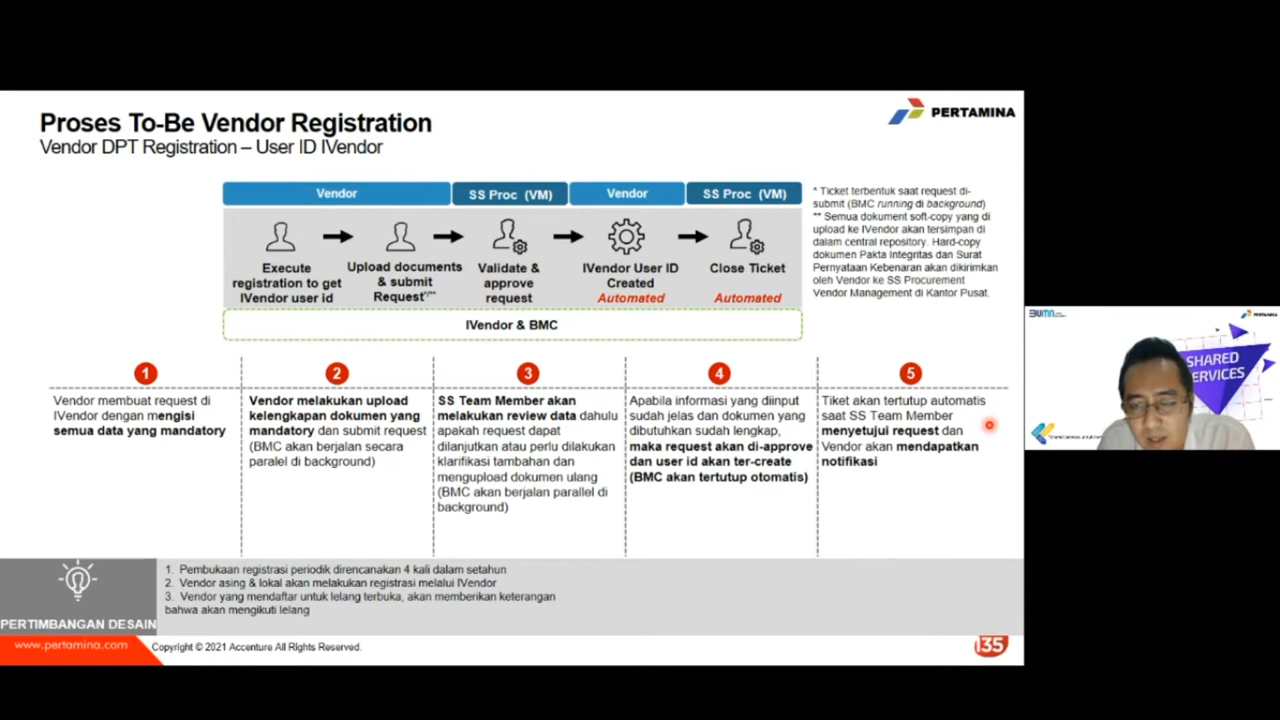 Proses To-Be Vendor Registration
Vendor DPT Registration – User ID IVendor
PERTAMINA
Vendor
SS Proc (VM)
Vendor
SS Proc (VM)
Execute
registration to get
IVendor user id
Upload documents
& submit
Request*/**
Validate &
approve
request
IVendor User ID
Created
Automated
Close Ticket
Automated
IVendor & BMC
* Ticket terbentuk saat request di-
submit (BMC running di background)
** Semua dokument soft-copy yang di
upload ke IVendor akan tersimpan di
dalam central repository. Hard-copy
dokumen Pakta Integritas dan Surat
Pernyataan Kebenaran akan dikirimkan
oleh Vendor ke SS Procurement
Vendor Management di Kantor Pusat.
1
Vendor membuat request di
IVendor dengan mengisi
semua data yang mandatory
2
Vendor melakukan upload
kelengkapan dokumen yang
mandatory dan submit request
(BMC akan berjalan secara
paralel di background)
3
SS Team Member akan
melakukan review data dahulu
apakah request dapat
dilanjutkan atau perlu dilakukan
klarifikasi tambahan dan
mengupload dokumen ulang
(BMC akan berjalan parallel di
background)
4
Apabila informasi yang diinput
sudah jelas dan dokumen yang
dibutuhkan sudah lengkap,
maka request akan di-approve
dan user id akan ter-create
(BMC akan tertutup otomatis)
5
Tiket akan tertutup automatis
saat SS Team Member
menyetujui request dan
Vendor akan mendapatkan
notifikasi
PERTIMBANGAN DESAIN
1. Pembukaan registrasi periodik direncanakan 4 kali dalam setahun
2. Vendor asing & lokal akan melakukan registrasi melalui IVendor
3. Vendor yang mendaftar untuk lelang terbuka, akan memberikan keterangan
bahwa akan mengikuti lelang
www.pertamina.com
Copyright © 2021 Accenture All Rights Reserved.
135
BUMN
PERTAMINA
SHARED
SERVICES